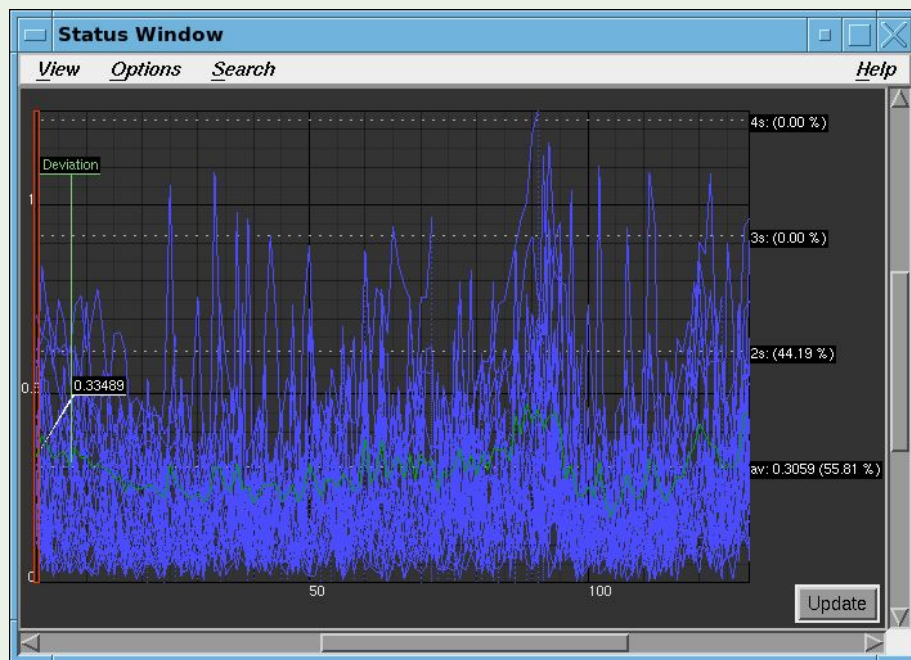 Status Window
View Options Search Help
4s: (0.00 %)
Deviation
1
3s: (0.00 %)
2s: (44.19 %)
0.33489
0.5
av: 0.3059 (55.81 %)
0
50 100
Update